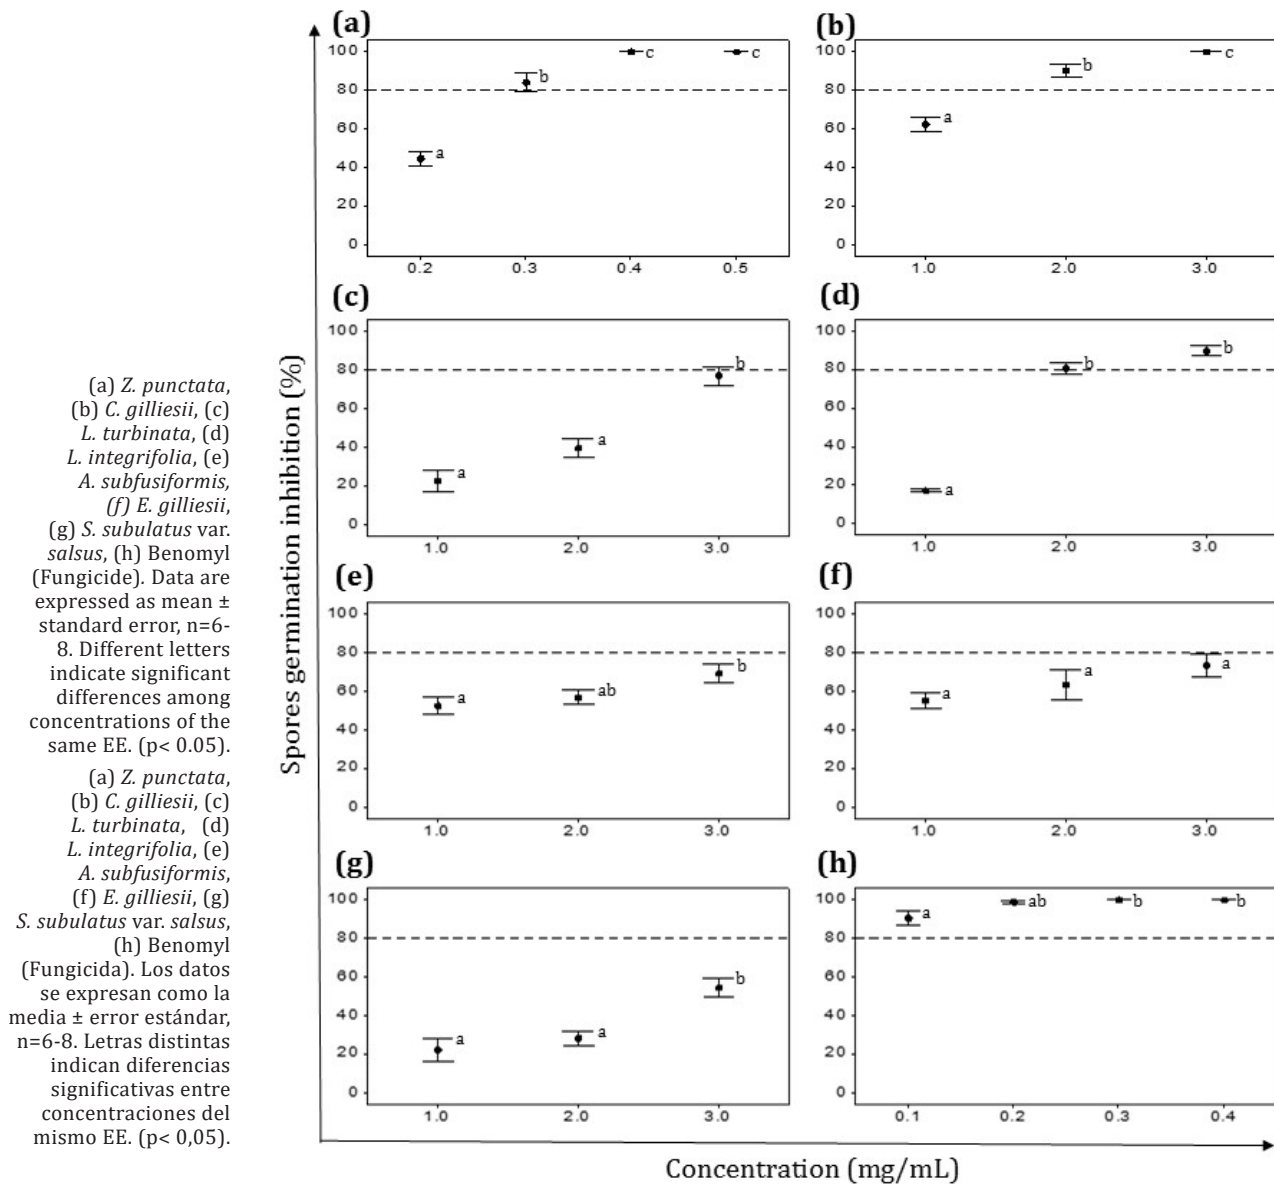 (a) Z. punctata,
(b) C. gilliesii, (c)
L. turbinata, (d)
L. integrifolia, (e)
A. subfusiformis,
(f) E. gilliesii,
(g) S. subulatus var.
salsus, (h) Benomyl
(Fungicide). Data are
expressed as mean ±
standard error, n=6-
8. Different letters
indicate significant
differences among
concentrations of the
same EE. (p< 0.05).
(a) Z. punctata,
(b) C. gilliesii, (c)
L. turbinata, (d)
L. integrifolia, (e)
A. subfusiformis,
(f) E. gilliesii, (g)
S. subulatus var. salsus,
(h) Benomyl
(Fungicida). Los datos
se expresan como la
media ± error estándar,
n=6-8. Letras distintas
indican diferencias
significativas entre
concentraciones del
mismo EE. (p< 0,05).
Spores germination inhibition (%)
(a)
100
80
60
40
20
0
a
b
c
c
0.2 0.3 0.4 0.5
(b)
100
80
60
40
20
0
a
b
c
1.0 2.0 3.0
(c)
100
80
60
40
20
0
a
a
b
1.0 2.0 3.0
(d)
100
80
60
40
20
0
a
b
b
1.0 2.0 3.0
(e)
100
80
60
40
20
0
a
ab
b
1.0 2.0 3.0
(f)
100
80
60
40
20
0
a
a
a
1.0 2.0 3.0
(g)
100
80
60
40
20
0
a
a
b
1.0 2.0 3.0
(h)
100
80
60
40
20
0
a
ab
b
b
0.1 0.2 0.3 0.4
Concentration (mg/mL)